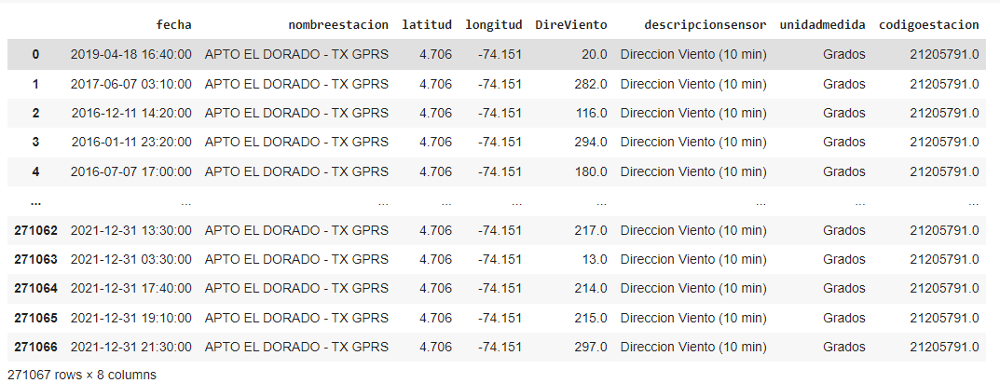 fecha nombreestacion latitud longitud DireViento descripcionsensor unidadmedida codigoestacion
0 2019-04-18 16:40:00 APTO EL DORADO - TX GPRS 4.706 -74.151 20.0 Direccion Viento (10 min) Grados 21205791.0
1 2017-06-07 03:10:00 APTO EL DORADO - TX GPRS 4.706 -74.151 282.0 Direccion Viento (10 min) Grados 21205791.0
2 2016-12-11 14:20:00 APTO EL DORADO - TX GPRS 4.706 -74.151 116.0 Direccion Viento (10 min) Grados 21205791.0
3 2016-01-11 23:20:00 APTO EL DORADO - TX GPRS 4.706 -74.151 294.0 Direccion Viento (10 min) Grados 21205791.0
4 2016-07-07 17:00:00 APTO EL DORADO - TX GPRS 4.706 -74.151 180.0 Direccion Viento (10 min) Grados 21205791.0
... ... ... ... ... ... ... ... ...
271062 2021-12-31 13:30:00 APTO EL DORADO - TX GPRS 4.706 -74.151 217.0 Direccion Viento (10 min) Grados 21205791.0
271063 2021-12-31 03:30:00 APTO EL DORADO - TX GPRS 4.706 -74.151 13.0 Direccion Viento (10 min) Grados 21205791.0
271064 2021-12-31 17:40:00 APTO EL DORADO - TX GPRS 4.706 -74.151 214.0 Direccion Viento (10 min) Grados 21205791.0
271065 2021-12-31 19:10:00 APTO EL DORADO - TX GPRS 4.706 -74.151 215.0 Direccion Viento (10 min) Grados 21205791.0
271066 2021-12-31 21:30:00 APTO EL DORADO - TX GPRS 4.706 -74.151 297.0 Direccion Viento (10 min) Grados 21205791.0
271067 rows × 8 columns